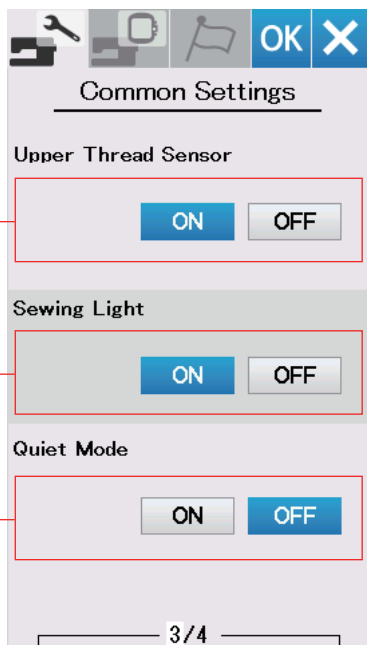 OK
Common Settings
Upper Thread Sensor
ON OFF
Sewing Light
ON OFF
Quiet Mode
ON OFF
3/4